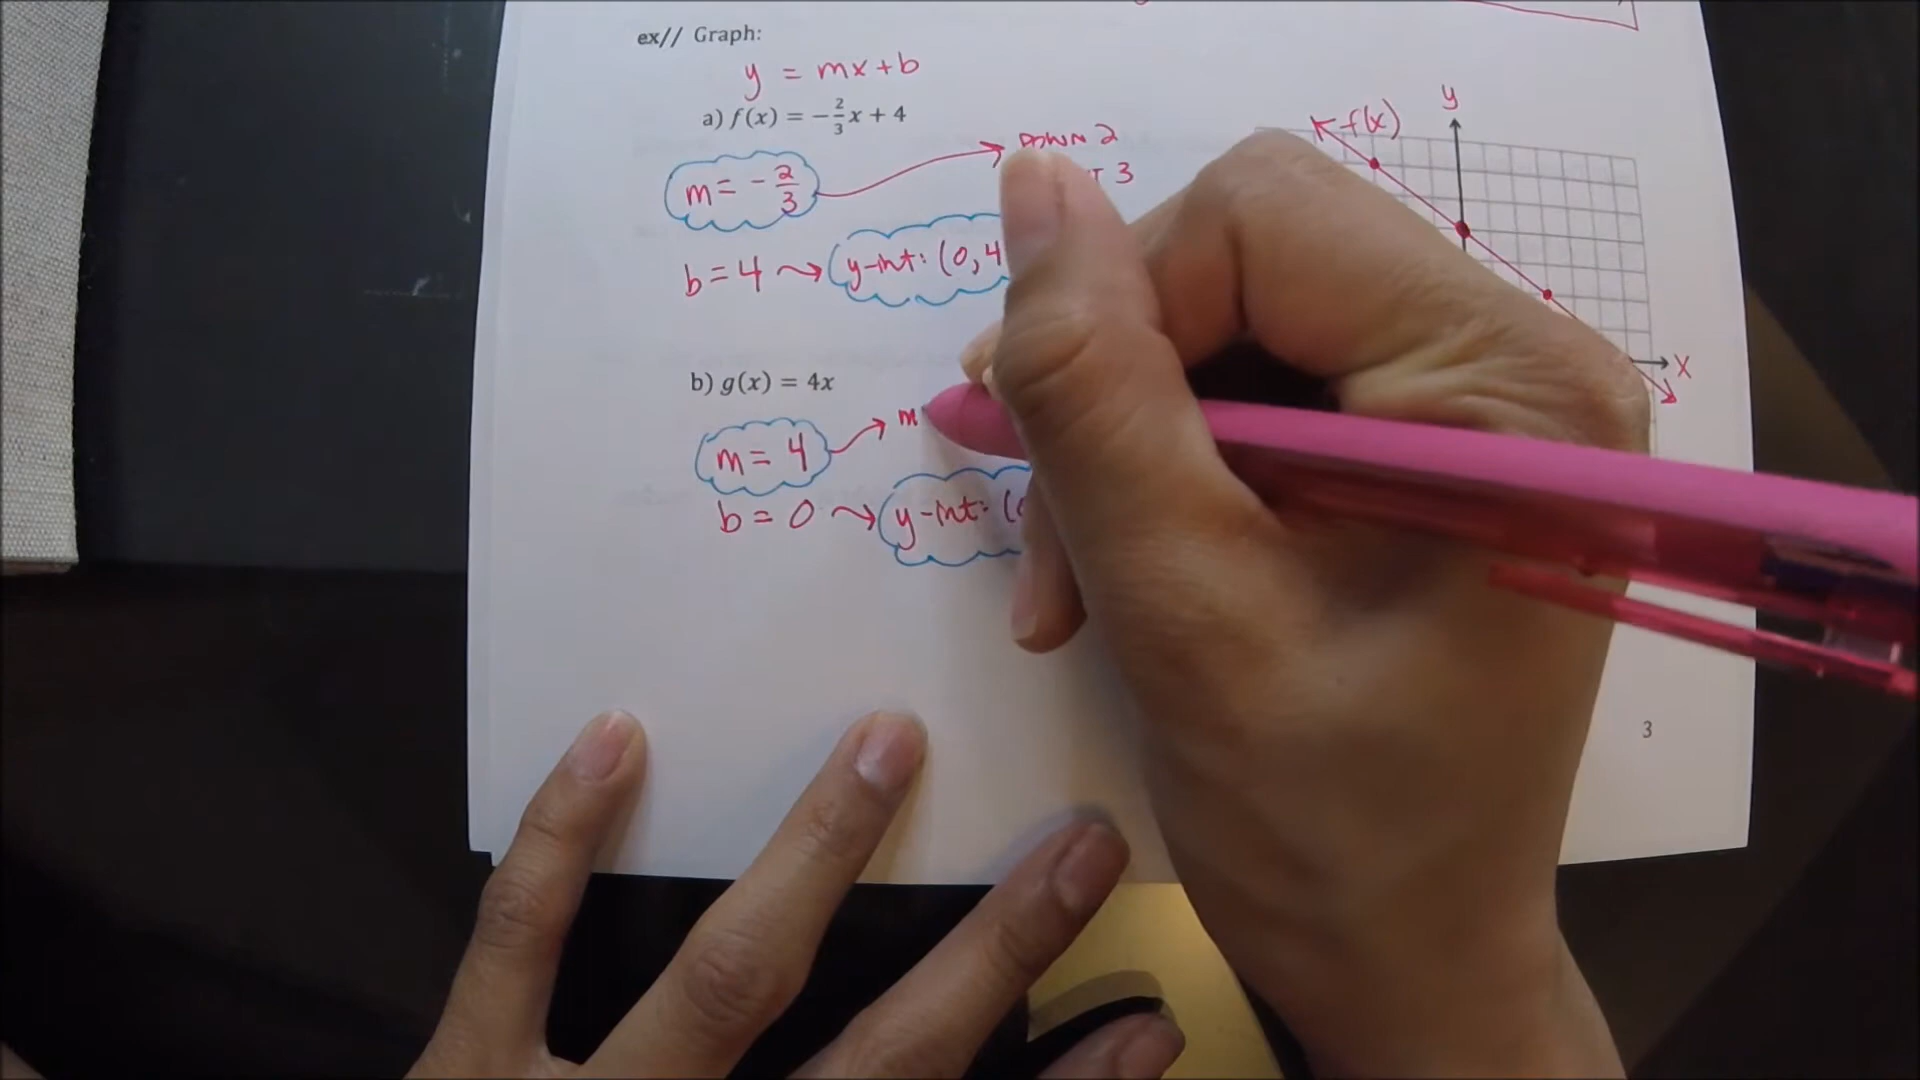 ex// Graph:
y = mx + b
a) f(x) = -2/3 x + 4
m = - 2/3
DOWN 2
3
b = 4
y-int: (0, 4
b) g(x) = 4x
m = 4
m
b = 0
y-int: (
f(x)
y
x
3